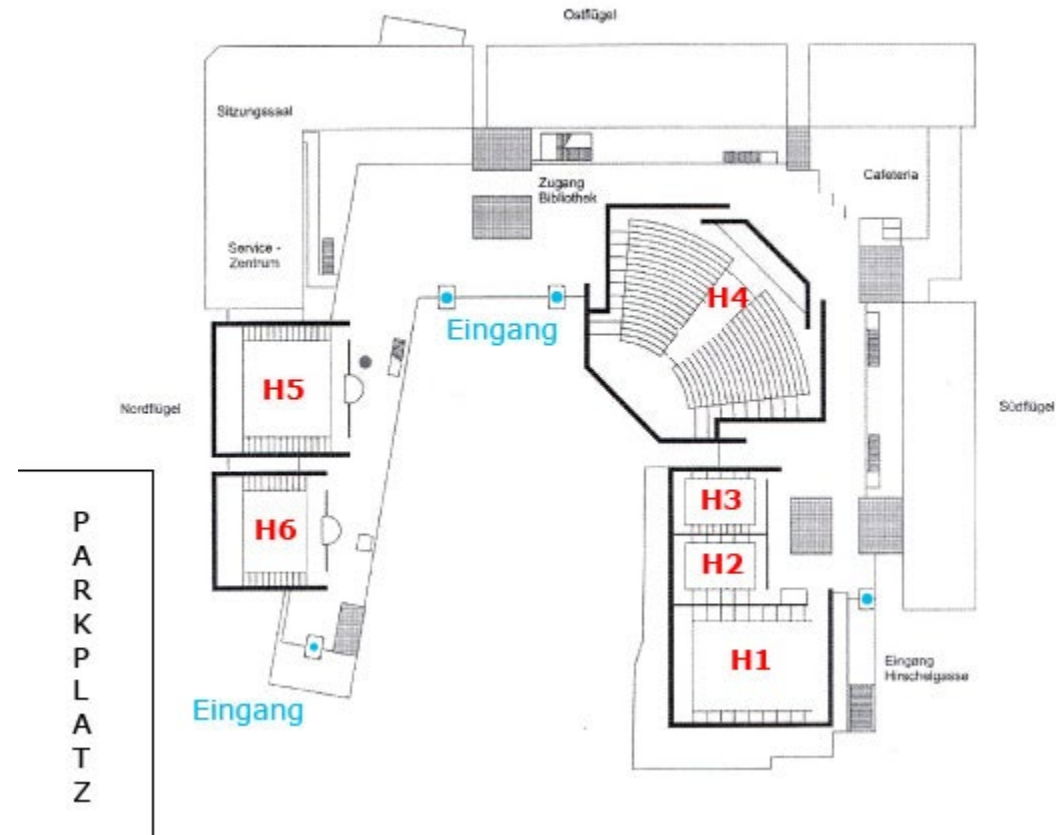 Ostflügel
Sitzungssaal
Zugang
Bibliothek
Cafeteria
Service -
Zentrum
H4
Eingang
H5
Nordflügel
Südflügel
H3
H6
H2
H1
Eingang
Hirschelgasse
Eingang
P
A
R
K
P
L
A
T
Z